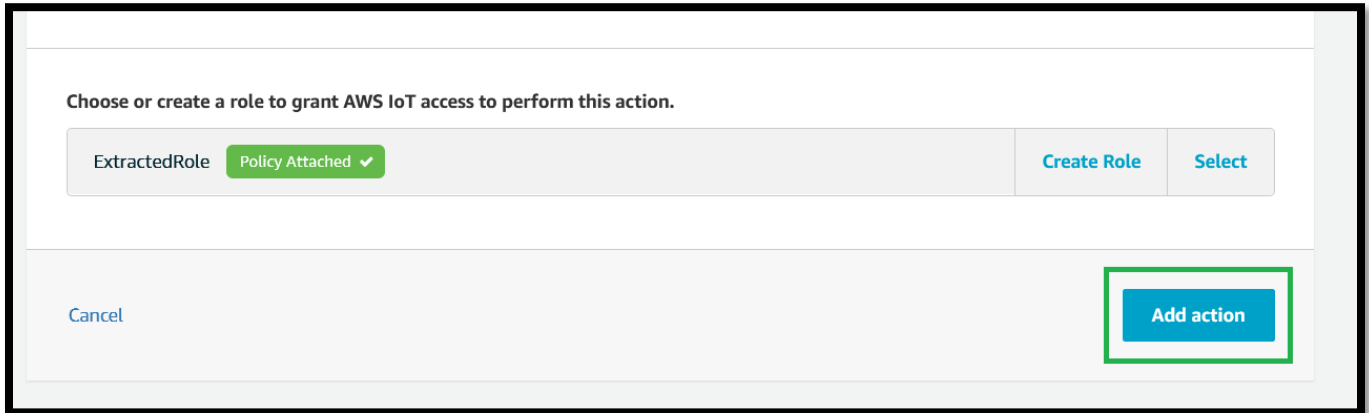 Choose or create a role to grant AWS IoT access to perform this action.
ExtractedRole Policy Attached Create Role Select
Cancel Add action